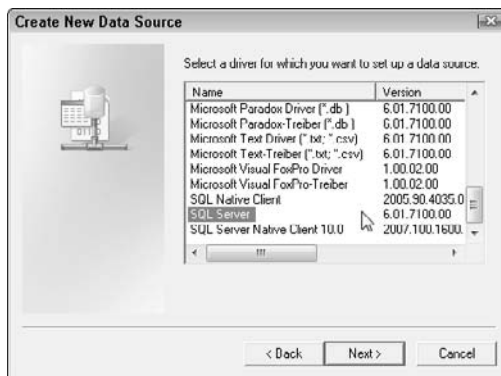 Create New Data Source
Select a driver for which you want to set up a data source.
Name Version
Microsoft Paradox Driver (*.db ) 6.01.7100.00
Microsoft Paradox-Treiber (*.db ) 6.01.7100.00
Microsoft Text Driver (*.txt; *.csv) 6.01.7100.00
Microsoft Text-Treiber (*.txt; *.csv) 6.01.7100.00
Microsoft Visual FoxPro Driver 1.00.02.00
Microsoft Visual FoxPro-Treiber 1.00.02.00
SQL Native Client 2005.90.4035.0
SQL Server 6.01.7100.00
SQL Server Native Client 10.0 2007.100.1600.
< Back Next > Cancel